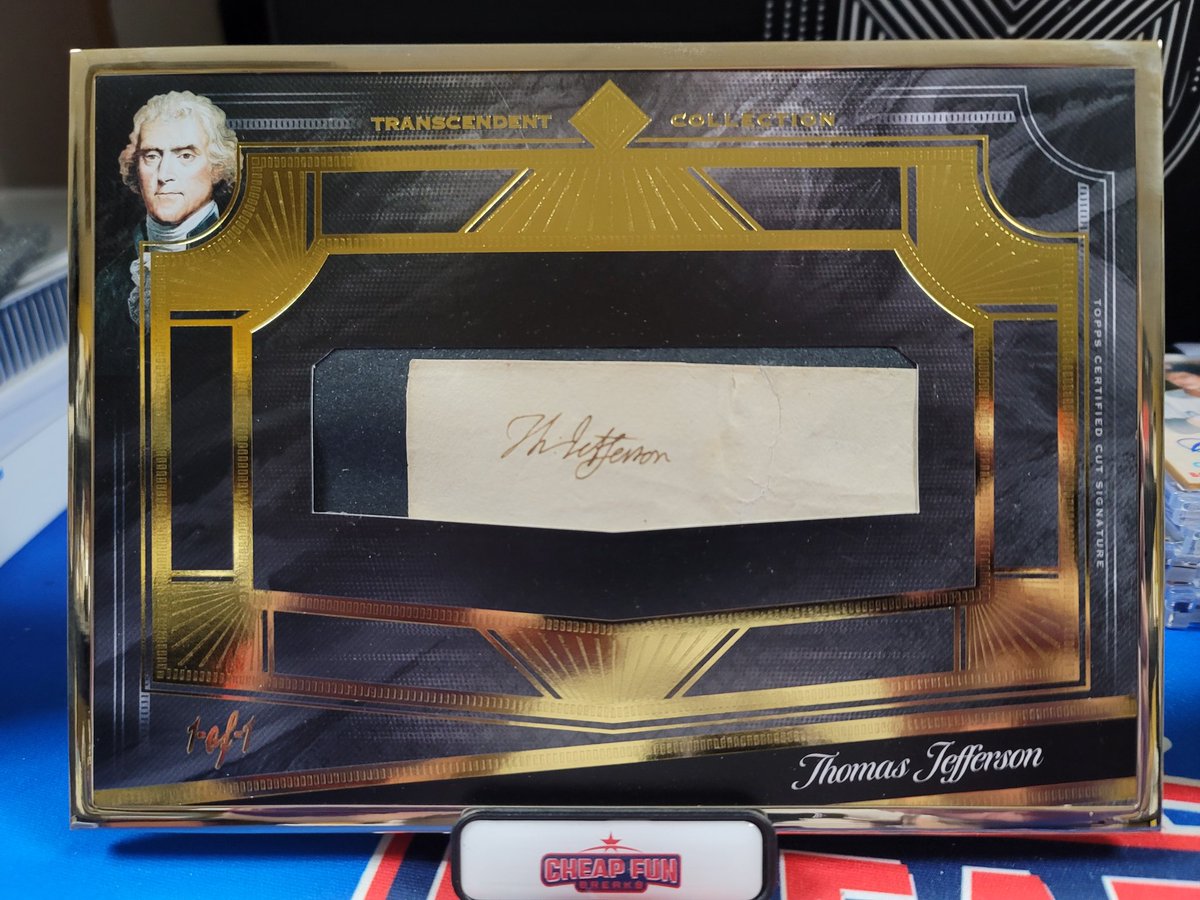 TRANSCENDENT COLLECTION
TOPPS CERTIFIED CUT SIGNATURE
Th Jefferson
1 of 1
Thomas Jefferson
CHEAP FUN
BREAKS